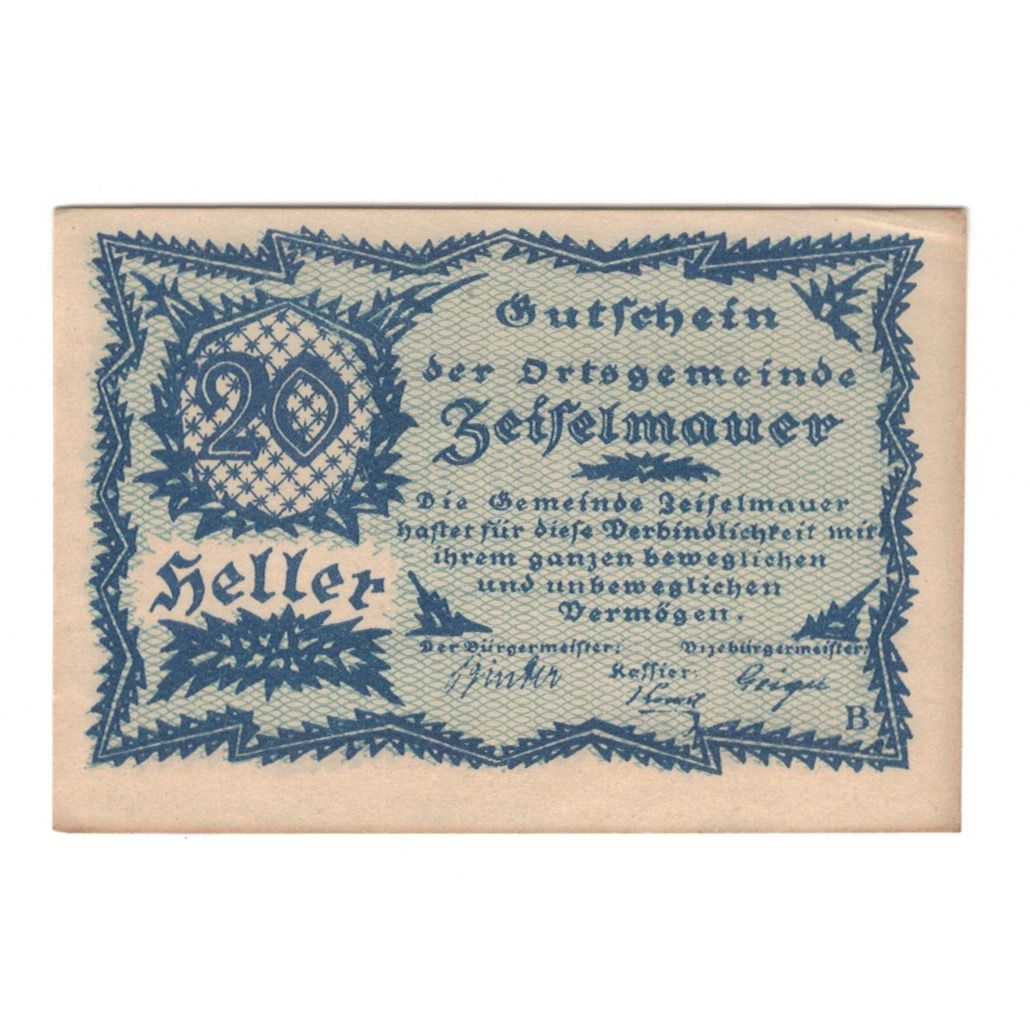 20
Heller
Gutschein
der Ortsgemeinde
Zeiselmauer
Die Gemeinde Zeiselmauer
haftet für diese Verbindlichkeit mit
ihrem ganzen beweglichen
und unbeweglichen
Vermögen.
Der Bürgermeister: Vizebürgermeister:
Kassier:
B